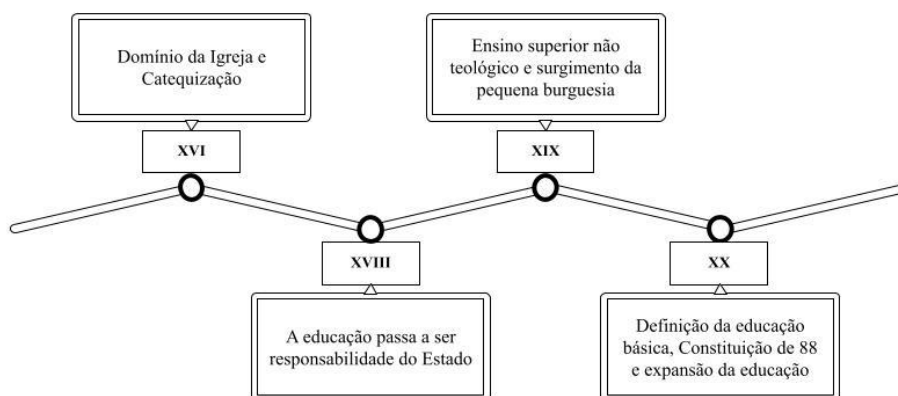 Domínio da Igreja e
Catequização
XVI
A educação passa a ser
responsabilidade do Estado
XVIII
Ensino superior não
teológico e surgimento da
pequena burguesia
XIX
Definição da educação
básica, Constituição de 88
e expansão da educação
XX